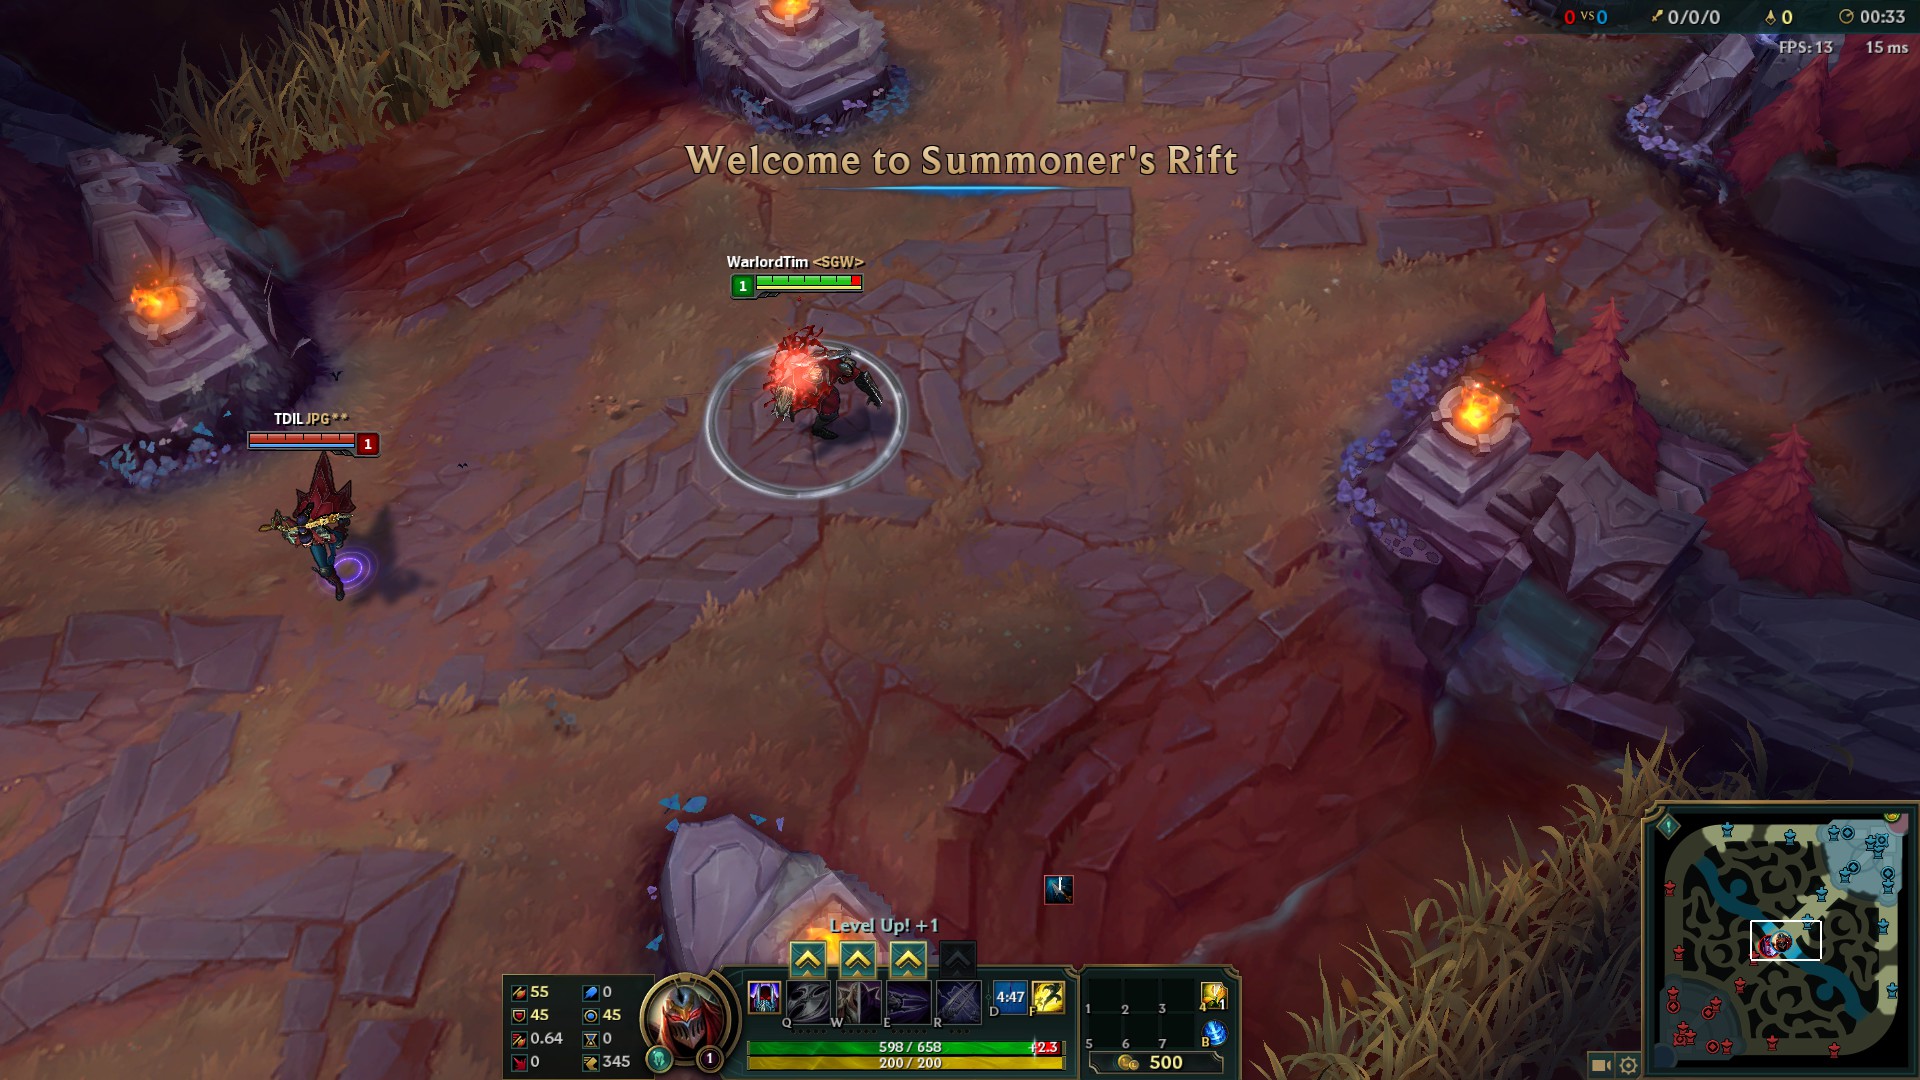 0 VS 0 0/0/0 0 00:33
FPS: 13 15 ms
Welcome to Summoner's Rift
WarlordTim <SGW>
1
TDILJPG**
1
Level Up! +1
55 0
45 45
0.64 0
0 345
1
Q W E R 4:47 D F
598 / 658 +2.3
200 / 200
1 2 3 4 1
5 6 7 B
500